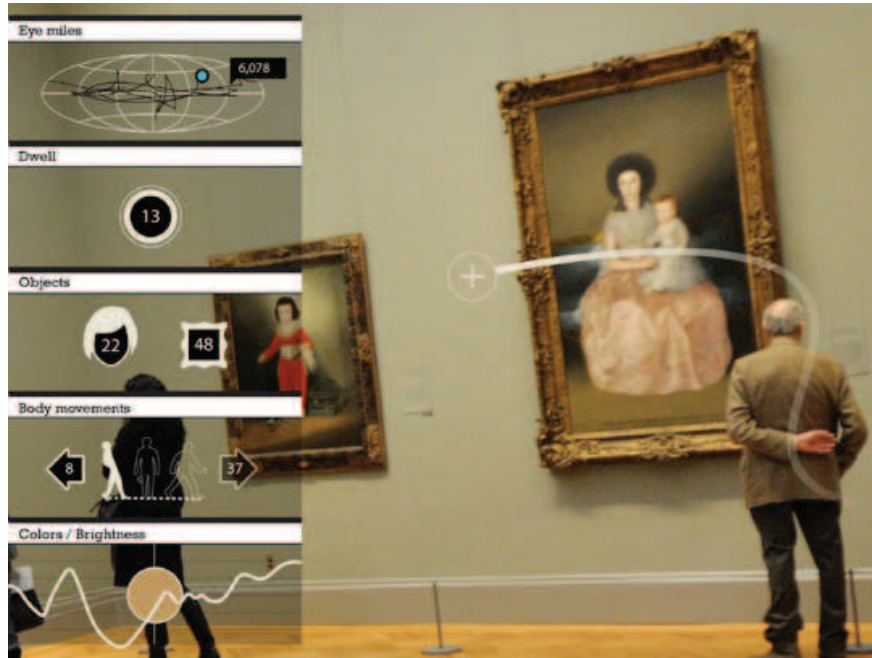 Eye miles
6,078
Dwell
13
Objects
22
48
Body movements
8
37
Colors / Brightness